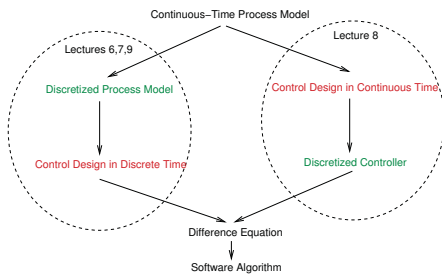 Continuous-Time Process Model
Lectures 6,7,9
Lecture 8
Discretized Process Model
Control Design in Continuous Time
Control Design in Discrete Time
Discretized Controller
Difference Equation
Software Algorithm